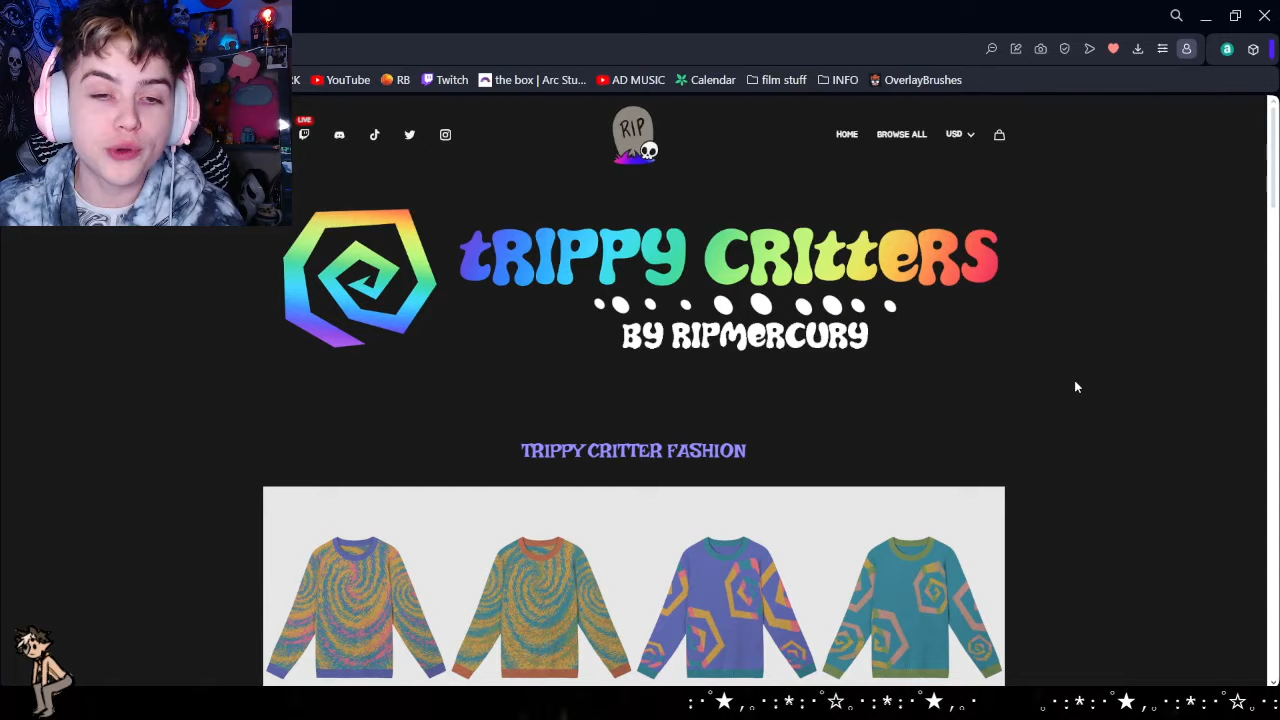 K YouTube RB Twitch the box | Arc Stu... AD MUSIC Calendar film stuff INFO OverlayBrushes
LIVE
RIP
HOME BROWSE ALL USD
tRIPPY CRItteRS
BY RIPMeRCURY
TRIPPY CRITTER FASHION